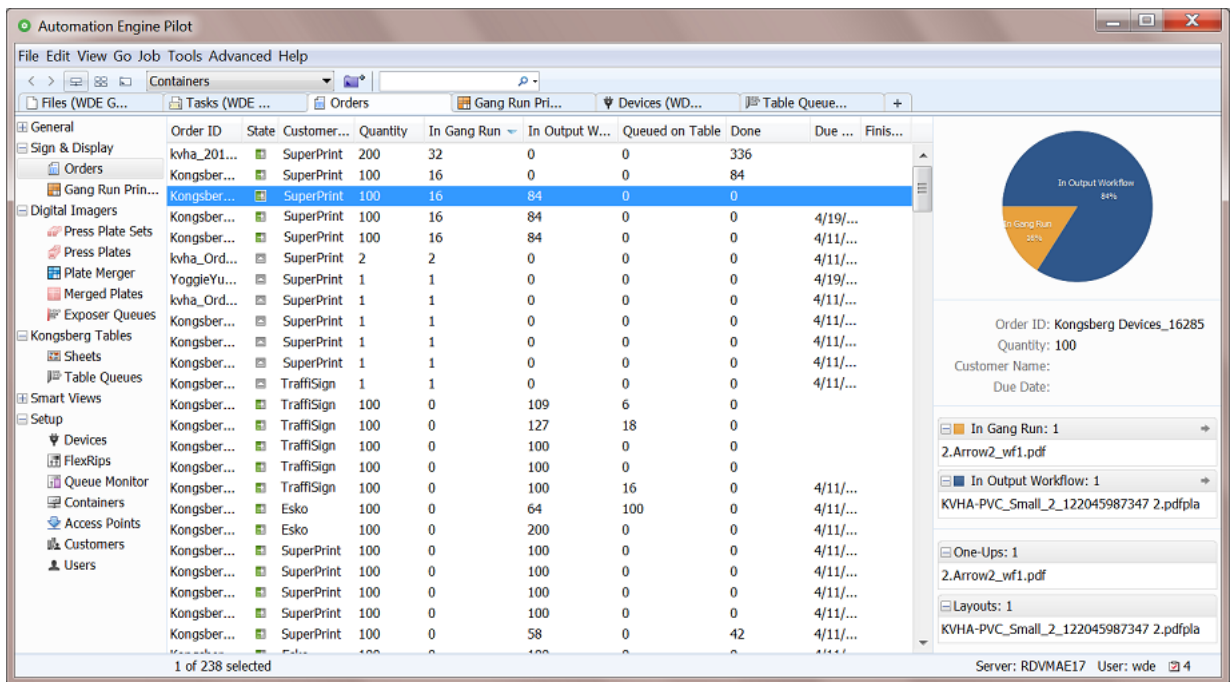 Automation Engine Pilot
File Edit View Go Job Tools Advanced Help
Containers
Files (WDE G... Tasks (WDE ... Orders Gang Run Pri... Devices (WD... Table Queue... +
General
Sign & Display
Orders
Gang Run Prin...
Digital Imagers
Press Plate Sets
Press Plates
Plate Merger
Merged Plates
Exposer Queues
Kongsberg Tables
Sheets
Table Queues
Smart Views
Setup
Devices
FlexRips
Queue Monitor
Containers
Access Points
Customers
Users
Order ID State Customer... Quantity In Gang Run In Output W... Queued on Table Done Due ... Finis...
kvha_201... SuperPrint 200 32 0 0 336
Kongsber... SuperPrint 100 16 0 0 84
Kongsber... SuperPrint 100 16 84 0 0
Kongsber... SuperPrint 100 16 84 0 0 4/19/...
Kongsber... SuperPrint 100 16 84 0 0 4/11/...
kvha_Ord... SuperPrint 2 2 0 0 0 4/11/...
YoggieYu... SuperPrint 1 1 0 0 0 4/19/...
kvha_Ord... SuperPrint 1 1 0 0 0 4/11/...
Kongsber... SuperPrint 1 1 0 0 0 4/11/...
Kongsber... SuperPrint 1 1 0 0 0 4/11/...
Kongsber... SuperPrint 1 1 0 0 0 4/11/...
Kongsber... TraffiSign 1 1 0 0 0 4/11/...
Kongsber... TraffiSign 100 0 109 6 0
Kongsber... TraffiSign 100 0 127 18 0
Kongsber... TraffiSign 100 0 100 0 0
Kongsber... TraffiSign 100 0 100 0 0
Kongsber... TraffiSign 100 0 100 16 0 4/11/...
Kongsber... Esko 100 0 64 100 0 4/11/...
Kongsber... Esko 100 0 200 0 0 4/11/...
Kongsber... SuperPrint 100 0 100 0 0 4/11/...
Kongsber... SuperPrint 100 0 100 0 0 4/11/...
Kongsber... SuperPrint 100 0 100 0 0 4/11/...
Kongsber... SuperPrint 100 0 100 0 0 4/11/...
Kongsber... SuperPrint 100 0 58 0 42 4/11/...
In Output Workflow
84%
In Gang Run
16%
Order ID: Kongsberg Devices_16285
Quantity: 100
Customer Name:
Due Date:
In Gang Run: 1
2.Arrow2_wf1.pdf
In Output Workflow: 1
KVHA-PVC_Small_2_122045987347 2.pdfpla
One-Ups: 1
2.Arrow2_wf1.pdf
Layouts: 1
KVHA-PVC_Small_2_122045987347 2.pdfpla
1 of 238 selected
Server: RDVMAE17 User: wde 4